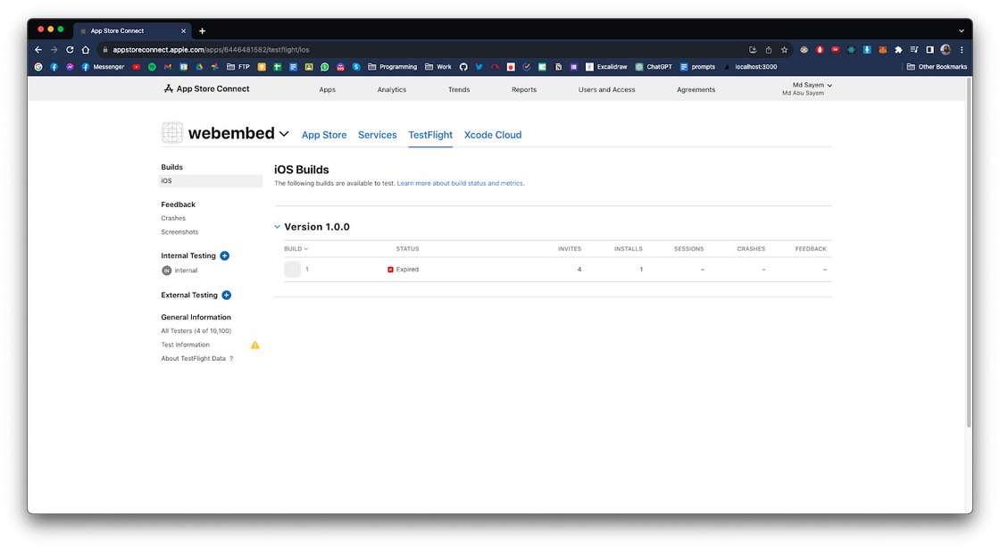 App Store Connect
appstoreconnect.apple.com/apps/6446481582/testflight/ios
Messenger FTP Programming Work Excalidraw ChatGPT prompts localhost:3000 Other Bookmarks
App Store Connect Apps Analytics Trends Reports Users and Access Agreements Md Sayem
Md Abu Sayem
webembed App Store Services TestFlight Xcode Cloud
Builds
iOS
Feedback
Crashes
Screenshots
Internal Testing
IN internal
External Testing
General Information
All Testers (4 of 10,100)
Test Information
About TestFlight Data ?
iOS Builds
The following builds are available to test. Learn more about build status and metrics.
Version 1.0.0
BUILD STATUS INVITES INSTALLS SESSIONS CRASHES FEEDBACK
1 Expired 4 1 – – –